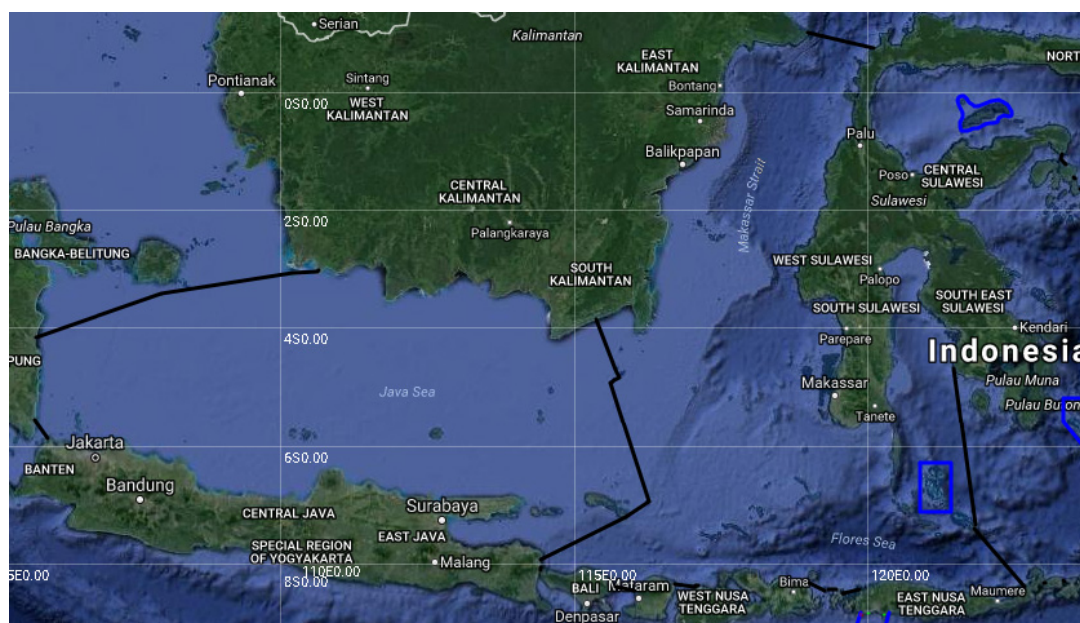 Serian
Kalimantan
EAST
KALIMANTAN
NORT
Pontianak
Sintang
Bontang
0S0.00
WEST
KALIMANTAN
Samarinda
Palu
Balikpapan
Makassar Strait
Poso
CENTRAL
SULAWESI
CENTRAL
KALIMANTAN
Sulawesi
2S0.00
Pulau Bangka
Palangkaraya
BANGKA-BELITUNG
SOUTH
KALIMANTAN
WEST SULAWESI
Palopo
SOUTH SULAWESI
SOUTH EAST
SULAWESI
4S0.00
Parepare
Kendari
PUNG
Indonesia
Java Sea
Makassar
Pulau Muna
Tanete
Pulau Buton
Jakarta
6S0.00
BANTEN
Bandung
Surabaya
CENTRAL JAVA
EAST JAVA
Flores Sea
SPECIAL REGION
OF YOGYAKARTA
Malang
5E0.00
110E0.00
8S0.00
115E0.00
120E0.00
BALI
Mataram
Bima
Maumere
WEST NUSA
TENGGARA
EAST NUSA
TENGGARA
Denpasar